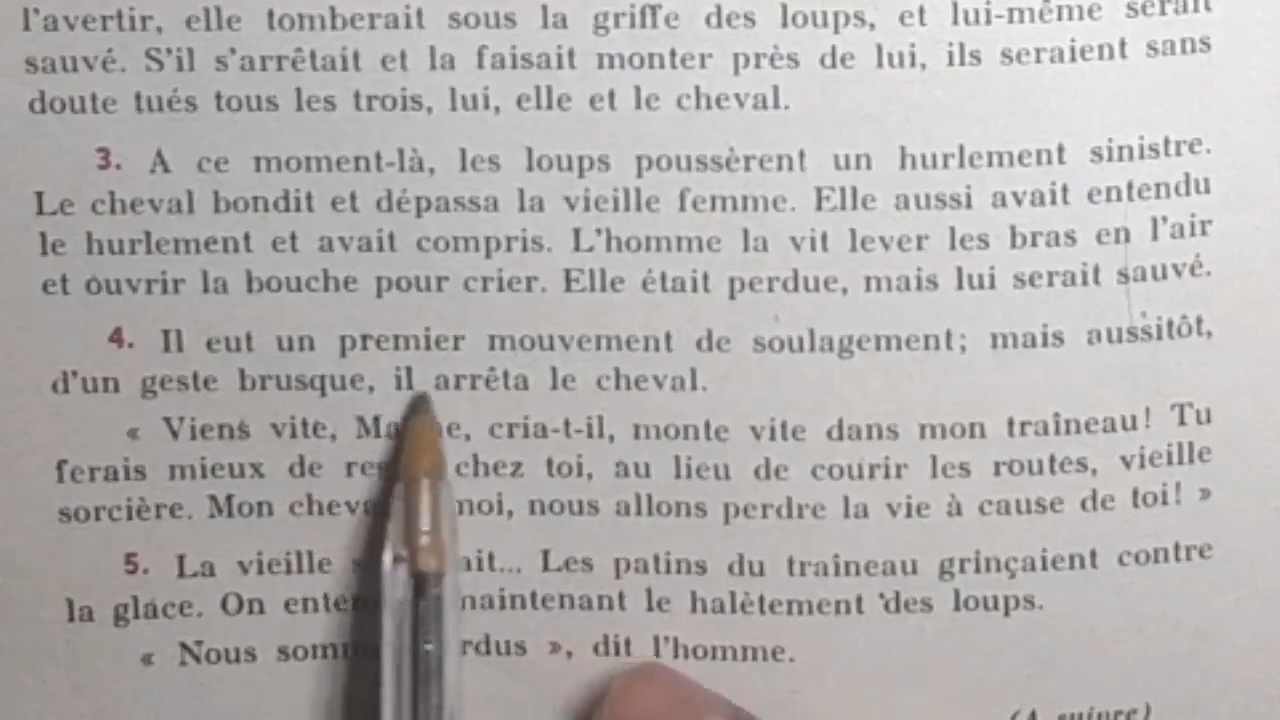 l'avertir, elle tomberait sous la griffe des loups, et lui-même serait
sauvé. S'il s'arrêtait et la faisait monter près de lui, ils seraient sans
doute tués tous les trois, lui, elle et le cheval.
3. A ce moment-là, les loups poussèrent un hurlement sinistre.
Le cheval bondit et dépassa la vieille femme. Elle aussi avait entendu
le hurlement et avait compris. L'homme la vit lever les bras en l'air
et ouvrir la bouche pour crier. Elle était perdue, mais lui serait sauvé.
4. Il eut un premier mouvement de soulagement; mais aussitôt,
d'un geste brusque, il arrêta le cheval.
« Viens vite, cria-t-il, monte vite dans mon traîneau! Tu
ferais mieux de chez toi, au lieu de courir les routes, vieille
sorcière. Mon nous allons perdre la vie à cause de toi! »
5. La vieille Les patins du traîneau grinçaient contre
la glace. On maintenant le halètement des loups.
« Nous », dit l'homme.
(A suivre)